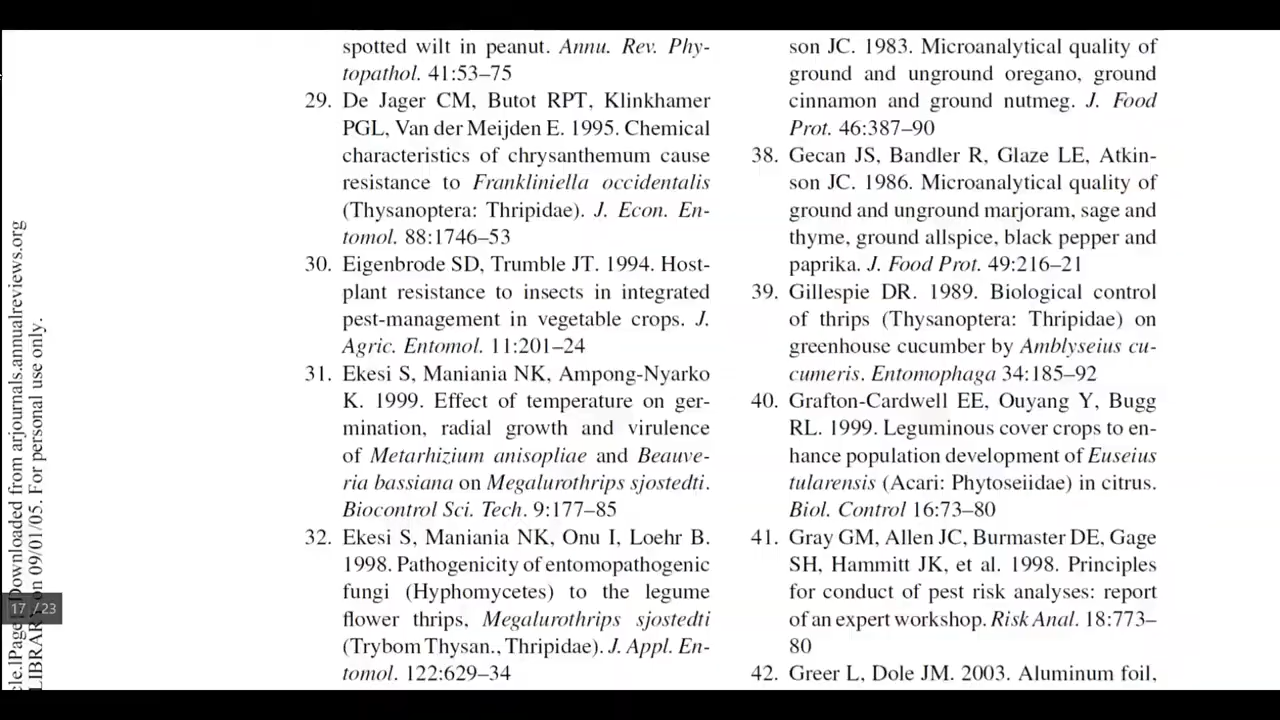 spotted wilt in peanut. Annu. Rev. Phy-
topathol. 41:53–75
29. De Jager CM, Butot RPT, Klinkhamer
PGL, Van der Meijden E. 1995. Chemical
characteristics of chrysanthemum cause
resistance to Frankliniella occidentalis
(Thysanoptera: Thripidae). J. Econ. En-
tomol. 88:1746–53
30. Eigenbrode SD, Trumble JT. 1994. Host-
plant resistance to insects in integrated
pest-management in vegetable crops. J.
Agric. Entomol. 11:201–24
31. Ekesi S, Maniania NK, Ampong-Nyarko
K. 1999. Effect of temperature on ger-
mination, radial growth and virulence
of Metarhizium anisopliae and Beauve-
ria bassiana on Megalurothrips sjostedti.
Biocontrol Sci. Tech. 9:177–85
32. Ekesi S, Maniania NK, Onu I, Loehr B.
1998. Pathogenicity of entomopathogenic
fungi (Hyphomycetes) to the legume
flower thrips, Megalurothrips sjostedti
(Trybom Thysan., Thripidae). J. Appl. En-
tomol. 122:629–34
son JC. 1983. Microanalytical quality of
ground and unground oregano, ground
cinnamon and ground nutmeg. J. Food
Prot. 46:387–90
38. Gecan JS, Bandler R, Glaze LE, Atkin-
son JC. 1986. Microanalytical quality of
ground and unground marjoram, sage and
thyme, ground allspice, black pepper and
paprika. J. Food Prot. 49:216–21
39. Gillespie DR. 1989. Biological control
of thrips (Thysanoptera: Thripidae) on
greenhouse cucumber by Amblyseius cu-
cumeris. Entomophaga 34:185–92
40. Grafton-Cardwell EE, Ouyang Y, Bugg
RL. 1999. Leguminous cover crops to en-
hance population development of Euseius
tularensis (Acari: Phytoseiidae) in citrus.
Biol. Control 16:73–80
41. Gray GM, Allen JC, Burmaster DE, Gage
SH, Hammitt JK, et al. 1998. Principles
for conduct of pest risk analyses: report
of an expert workshop. Risk Anal. 18:773–
80
42. Greer L, Dole JM. 2003. Aluminum foil,
Downloaded from arjournals.annualreviews.org
LIBRARY on 09/01/05. For personal use only.
17 / 23